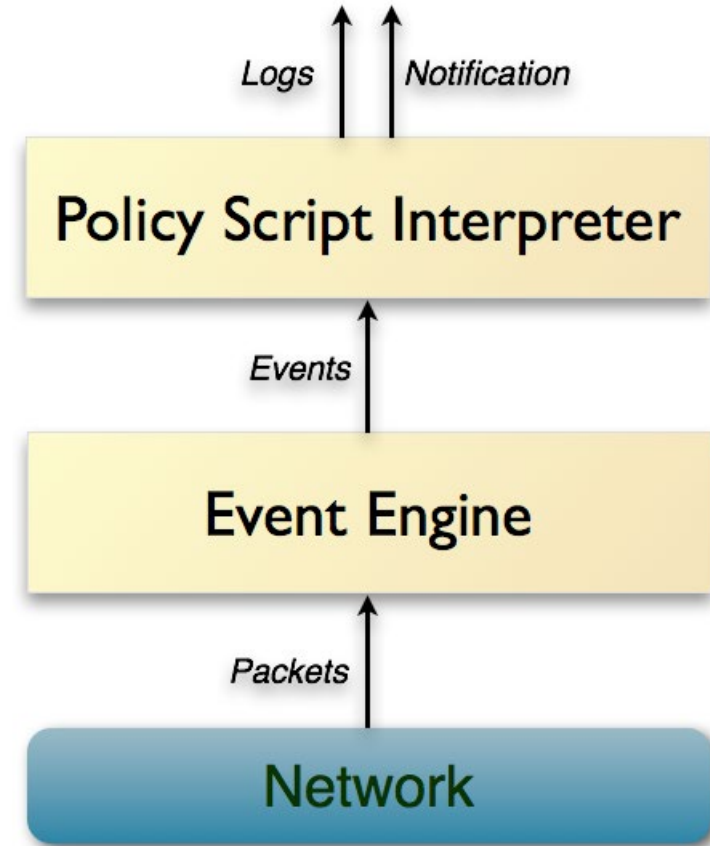 Logs
Notification
Policy Script Interpreter
Events
Event Engine
Packets
Network